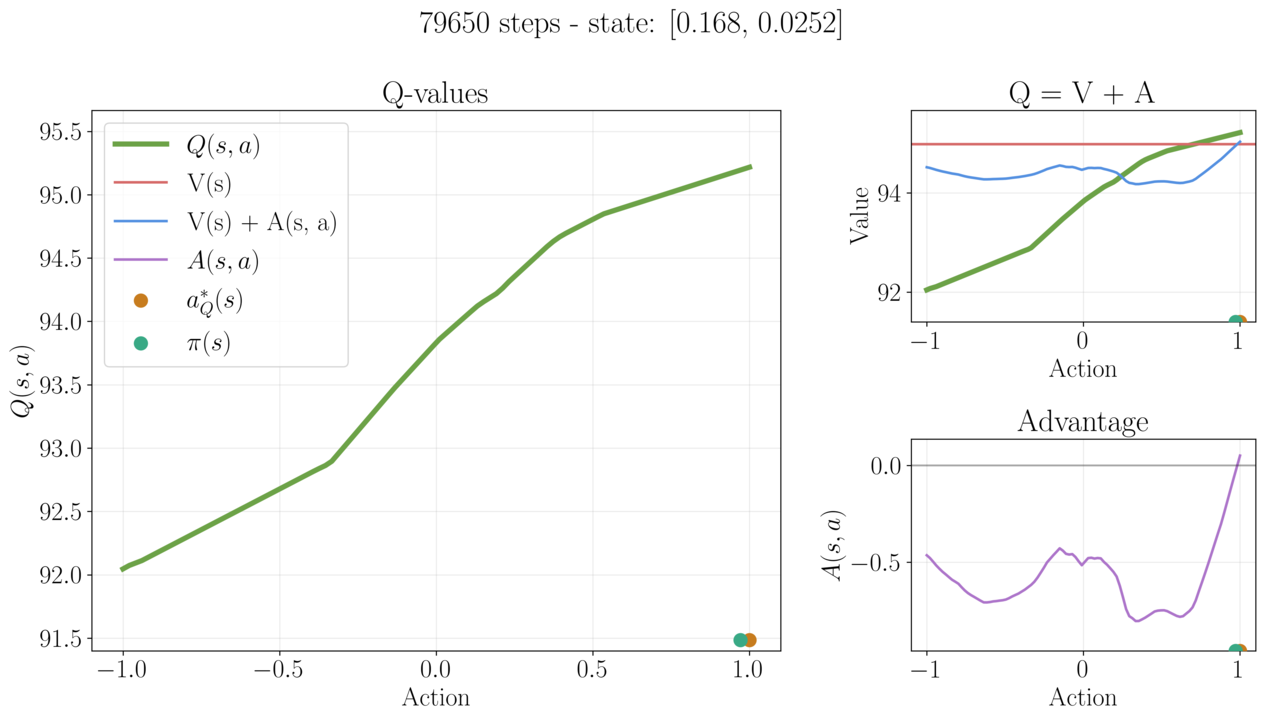 79650 steps - state: [0.168, 0.0252]
Q-values
Q(s, a)
95.5
95.0
94.5
94.0
93.5
93.0
92.5
92.0
91.5
Q(s, a)
V(s)
V(s) + A(s, a)
A(s, a)
a*_Q(s)
π(s)
−1.0
−0.5
0.0
0.5
1.0
Action
Q = V + A
Value
94
92
−1
0
1
Action
Advantage
A(s, a)
0.0
−0.5
−1
0
1
Action